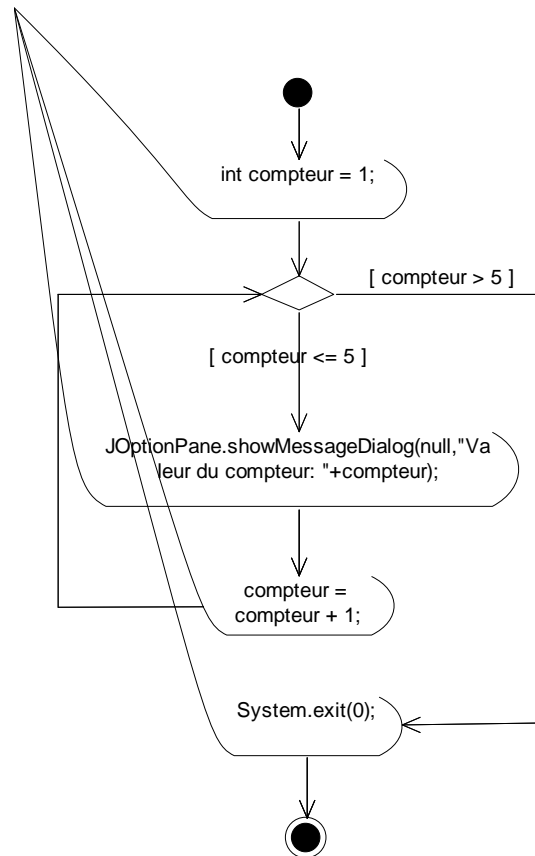 int compteur = 1;
[ compteur > 5 ]
[ compteur <= 5 ]
JOptionPane.showMessageDialog(null,"Va
leur du compteur: "+compteur);
compteur =
compteur + 1;
System.exit(0);